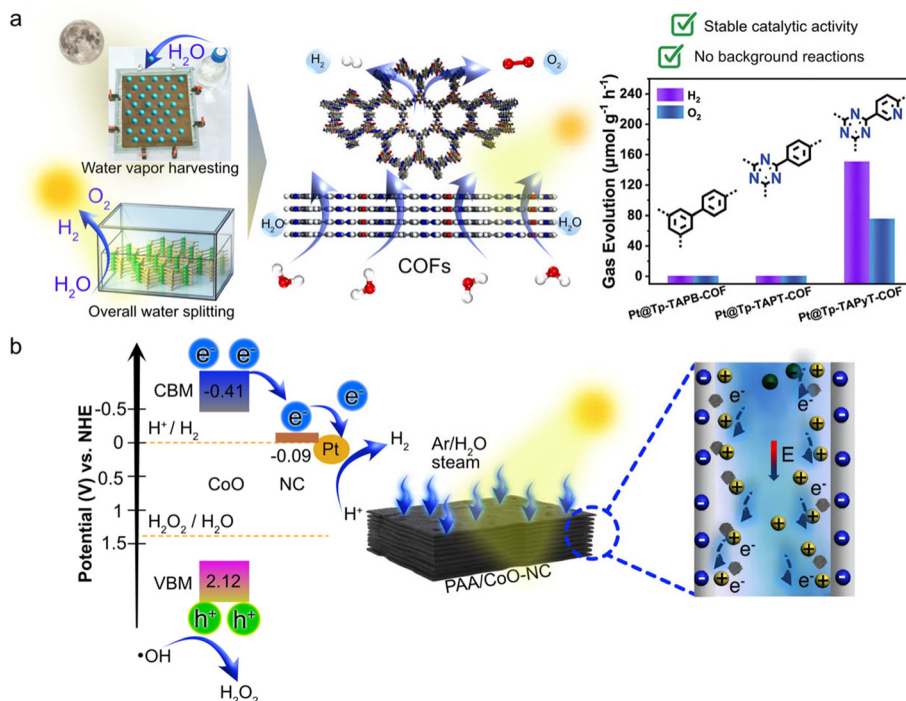 a
H₂O
Water vapor harvesting
O₂
H₂
H₂O
Overall water splitting
H₂
O₂
H₂O
H₂O
COFs
Stable catalytic activity
No background reactions
Gas Evolution (μmol g⁻¹ h⁻¹)
240
200
160
120
80
40
0
H₂
O₂
N
N
N
N
N
N
N
Pt@Tp-TAPB-COF
Pt@Tp-TAPT-COF
Pt@Tp-TAPyT-COF
b
Potential (V) vs. NHE
-0.5
0
0.5
1
1.5
e⁻
e⁻
CBM
-0.41
H⁺ / H₂
e⁻
e⁻
Pt
-0.09
CoO
NC
H₂O₂ / H₂O
VBM
2.12
h⁺
h⁺
•OH
H₂O₂
H₂
H⁺
Ar/H₂O
steam
PAA/CoO-NC
e⁻
e⁻
E
e⁻
e⁻
e⁻
e⁻